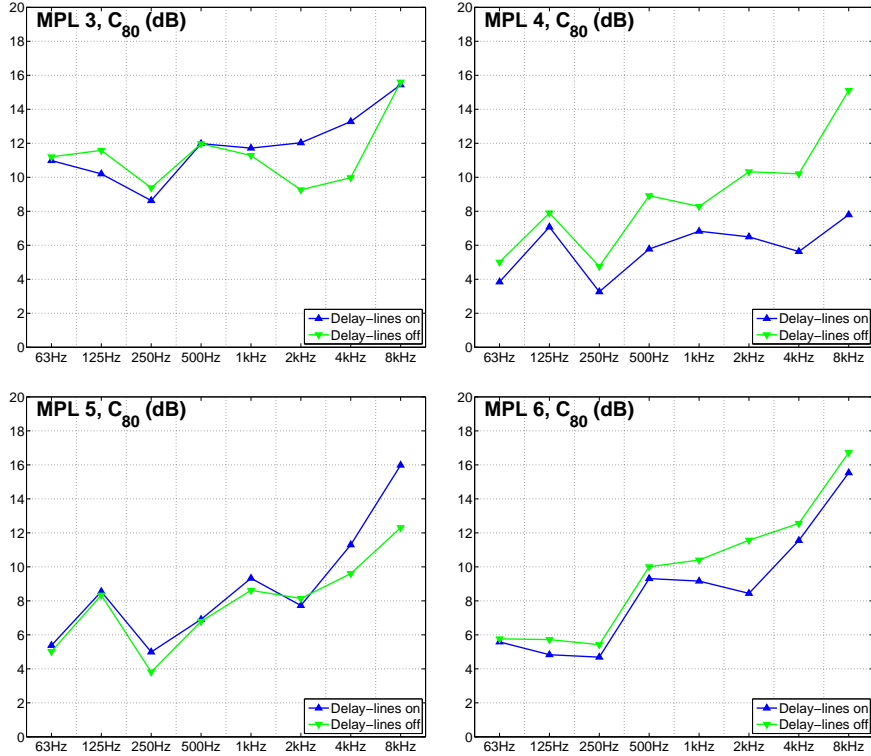 MPL 3, C80 (dB)
20
18
16
14
12
10
8
6
4
2
0
63Hz 125Hz 250Hz 500Hz 1kHz 2kHz 4kHz 8kHz
Delay-lines on
Delay-lines off
MPL 4, C80 (dB)
20
18
16
14
12
10
8
6
4
2
0
63Hz 125Hz 250Hz 500Hz 1kHz 2kHz 4kHz 8kHz
Delay-lines on
Delay-lines off
MPL 5, C80 (dB)
20
18
16
14
12
10
8
6
4
2
0
63Hz 125Hz 250Hz 500Hz 1kHz 2kHz 4kHz 8kHz
Delay-lines on
Delay-lines off
MPL 6, C80 (dB)
20
18
16
14
12
10
8
6
4
2
0
63Hz 125Hz 250Hz 500Hz 1kHz 2kHz 4kHz 8kHz
Delay-lines on
Delay-lines off